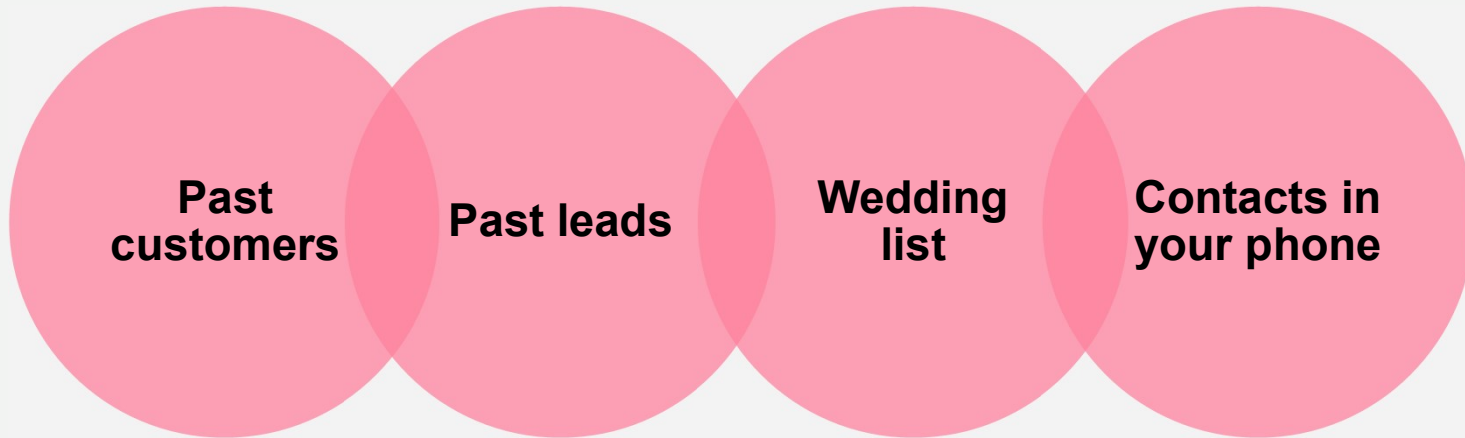 Past
customers
Past leads
Wedding
list
Contacts in
your phone